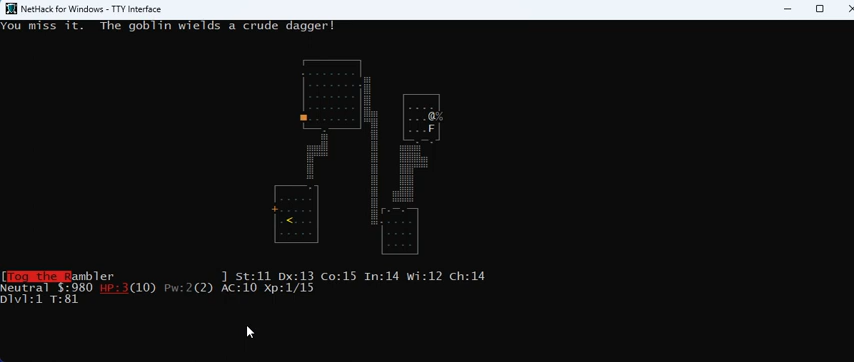 NetHack for Windows - TTY Interface
You miss it.  The goblin wields a crude dagger!
@%
F
+
<
[Tog the Rambler                ] St:11 Dx:13 Co:15 In:14 Wi:12 Ch:14
Neutral $:980 HP:3(10) Pw:2(2) AC:10 Xp:1/15
Dlvl:1 T:81